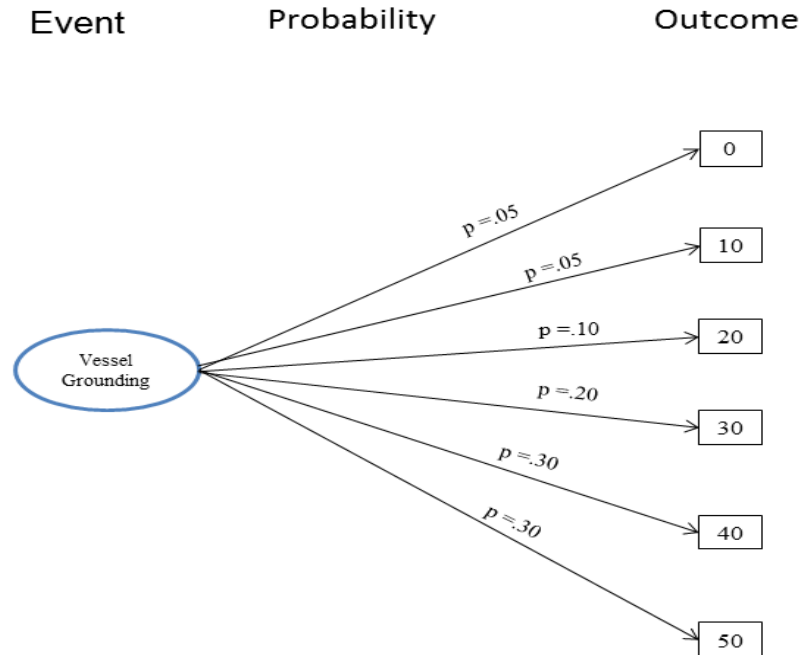 Event
Probability
Outcome
0
p =.05
10
p =.05
20
p =.10
Vessel
Grounding
30
p =.20
40
p =.30
50
p =.30